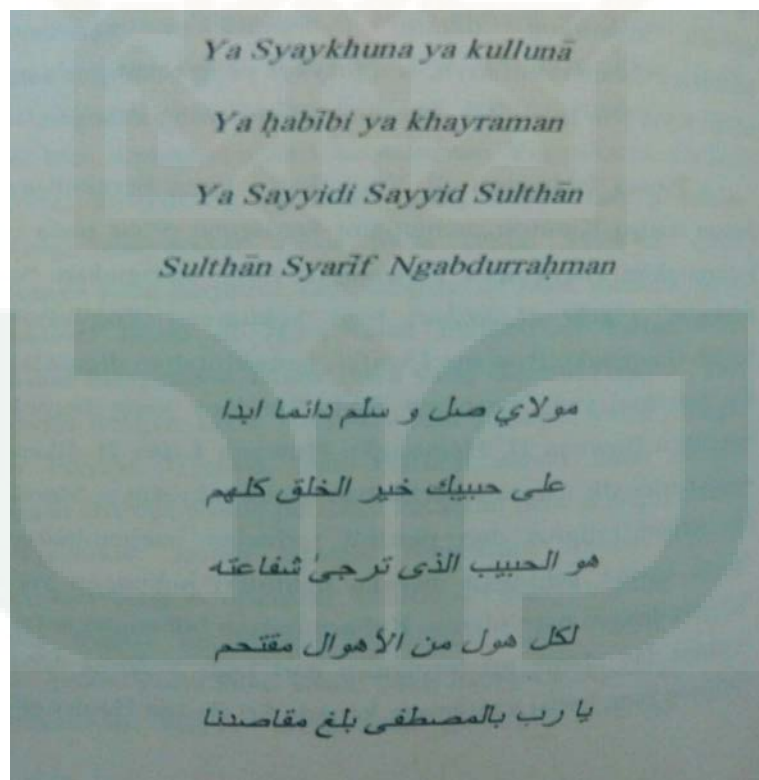 Ya Syaykhuna ya kullunā
Ya ḥabībi ya khayraman
Ya Sayyidi Sayyid Sulthān
Sulthān Syarīf Ngabdurraḥman
مولاي صل و سلم دائما ابدا
على حبيبك خير الخلق كلهم
هو الحبيب الذى ترجىٰ شفاعته
لكل هول من الأهوال مقتحم
يا رب بالمصطفى بلغ مقاصدنا